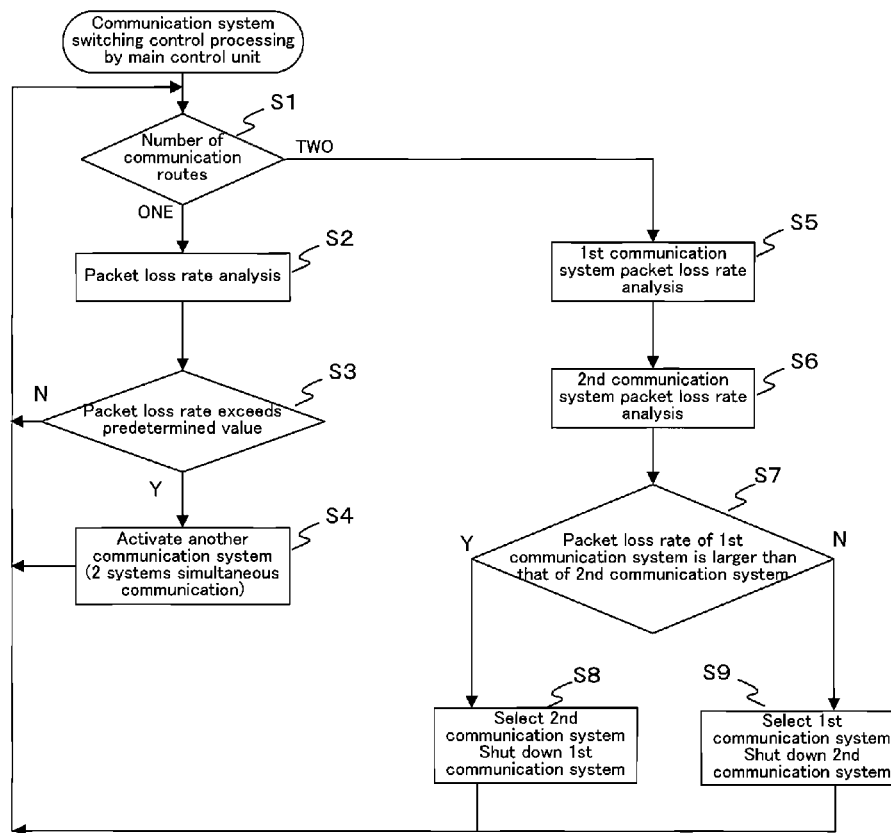 Communication system
switching control processing
by main control unit
S1
Number of
communication
routes
TWO
ONE
S2
Packet loss rate analysis
S3
N
Packet loss rate exceeds
predetermined value
Y
S4
Activate another
communication system
(2 systems simultaneous
communication)
S5
1st communication
system packet loss rate
analysis
S6
2nd communication
system packet loss rate
analysis
S7
Y
Packet loss rate of 1st
communication system is larger than
that of 2nd communication system
N
S8
Select 2nd
communication system
Shut down 1st
communication system
S9
Select 1st
communication system
Shut down 2nd
communication system